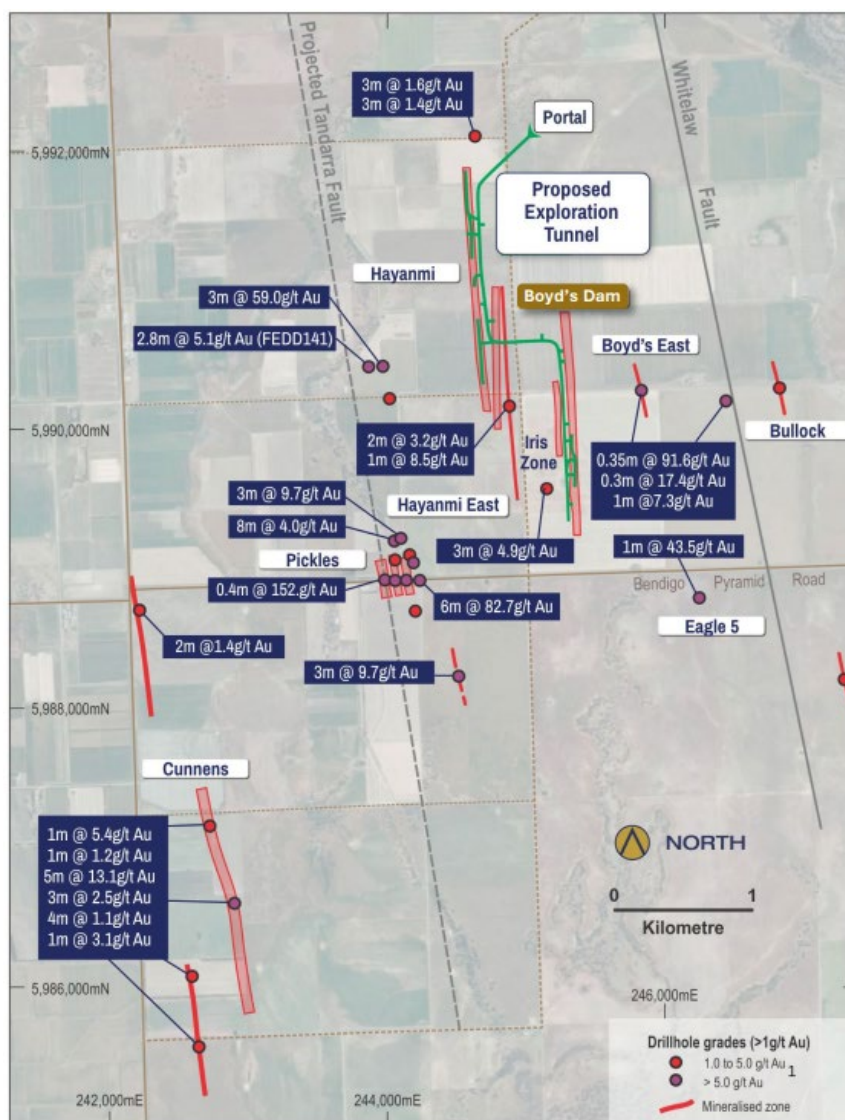 3m @ 1.6g/t Au
3m @ 1.4g/t Au
Portal
Projected Tandarra Fault
Whitelaw
Fault
5,992,000mN
Proposed
Exploration
Tunnel
Hayanmi
Boyd's Dam
3m @ 59.0g/t Au
2.8m @ 5.1g/t Au (FEDD141)
Boyd's East
5,990,000mN
Bullock
2m @ 3.2g/t Au
1m @ 8.5g/t Au
Iris
Zone
0.35m @ 91.6g/t Au
0.3m @ 17.4g/t Au
1m @7.3g/t Au
3m @ 9.7g/t Au
Hayanmi East
8m @ 4.0g/t Au
3m @ 4.9g/t Au
1m @ 43.5g/t Au
Pickles
0.4m @ 152.g/t Au
6m @ 82.7g/t Au
Bendigo Pyramid Road
Eagle 5
2m @1.4g/t Au
3m @ 9.7g/t Au
5,988,000mN
Cunnens
1m @ 5.4g/t Au
1m @ 1.2g/t Au
5m @ 13.1g/t Au
3m @ 2.5g/t Au
4m @ 1.1g/t Au
1m @ 3.1g/t Au
NORTH
0 1
Kilometre
5,986,000mN
246,000mE
Drillhole grades (>1g/t Au)
1.0 to 5.0 g/t Au 1
> 5.0 g/t Au
Mineralised zone
242,000mE
244,000mE